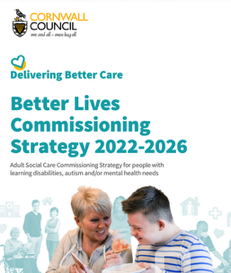 CORNWALL
COUNCIL
one and all • onen hag oll
Delivering Better Care
Better Lives
Commissioning
Strategy 2022-2026
Adult Social Care Commissioning Strategy for people with
learning disabilities, autism and/or mental health needs